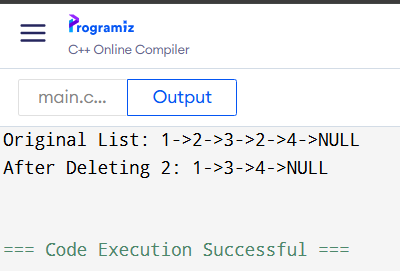 Programiz
C++ Online Compiler
main.c...
Output
Original List: 1->2->3->2->4->NULL
After Deleting 2: 1->3->4->NULL
=== Code Execution Successful ===